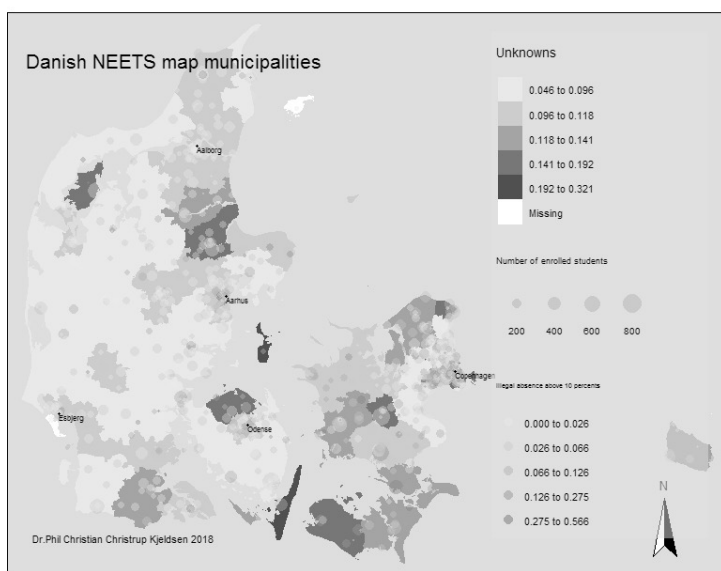 Danish NEETS map municipalities
Unknowns
0.046 to 0.096
0.096 to 0.118
0.118 to 0.141
0.141 to 0.192
0.192 to 0.321
Missing
Number of enrolled students
200 400 600 800
Illegal absence above 10 percents
0.000 to 0.026
0.026 to 0.066
0.066 to 0.126
0.126 to 0.275
0.275 to 0.566
N
Aalborg
Aarhus
Copenhagen
Esbjerg
Odense
Dr.Phil Christian Christrup Kjeldsen 2018